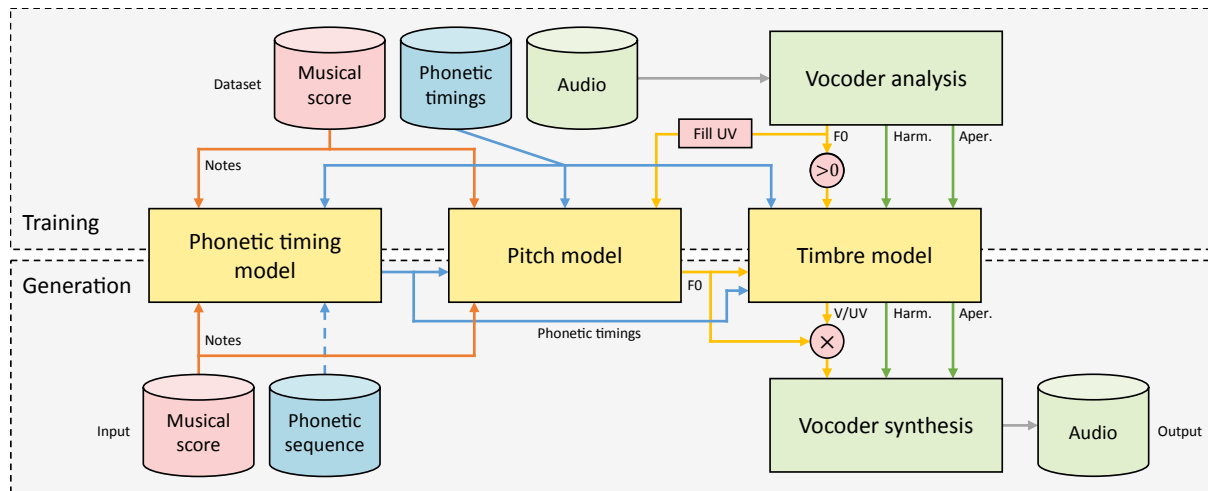 Dataset
Musical
score
Phonetic
timings
Audio
Vocoder analysis
Fill UV
F0
Harm.
Aper.
>0
Notes
Training
Phonetic timing
model
Pitch model
Timbre model
Generation
F0
V/UV
Harm.
Aper.
Notes
Phonetic timings
×
Input
Musical
score
Phonetic
sequence
Vocoder synthesis
Audio
Output